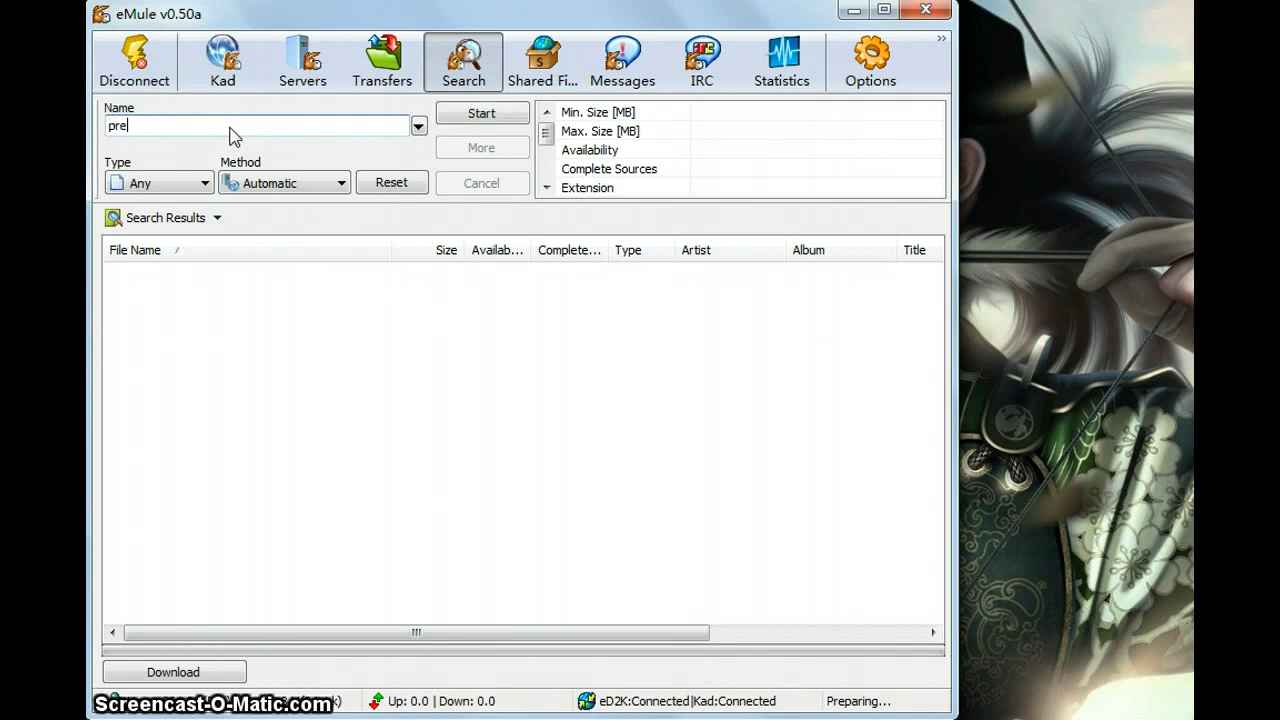 eMule v0.50a
Disconnect Kad Servers Transfers Search Shared Fi... Messages IRC Statistics Options »
Name
pre
Type Method
Any Automatic Reset
Start
More
Cancel
Min. Size [MB]
Max. Size [MB]
Availability
Complete Sources
Extension
Search Results
File Name Size Availab... Complete... Type Artist Album Title
Download
Up: 0.0 | Down: 0.0 eD2K:Connected|Kad:Connected Preparing...
Screencast-O-Matic.com